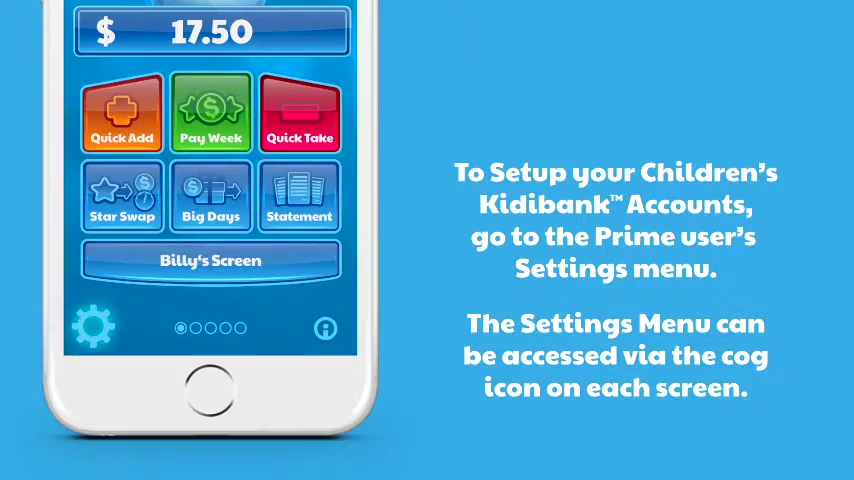 $ 17.50
Quick Add
Pay Week
Quick Take
Star Swap
Big Days
Statement
Billy's Screen
To Setup your Children's
Kidibank™ Accounts,
go to the Prime user's
Settings menu.
The Settings Menu can
be accessed via the cog
icon on each screen.